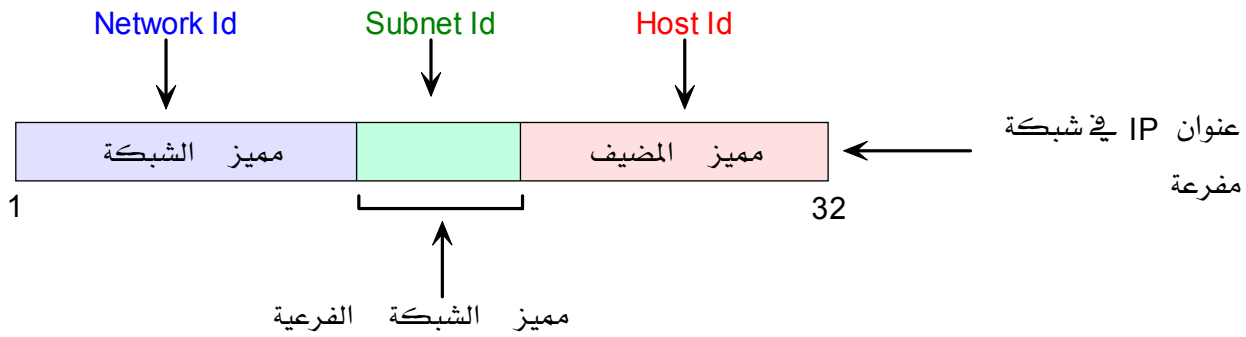 Network Id
Subnet Id
Host Id
مميز الشبكة
مميز المضيف
عنوان IP في شبكة
مفرعة
1
32
مميز الشبكة الفرعية